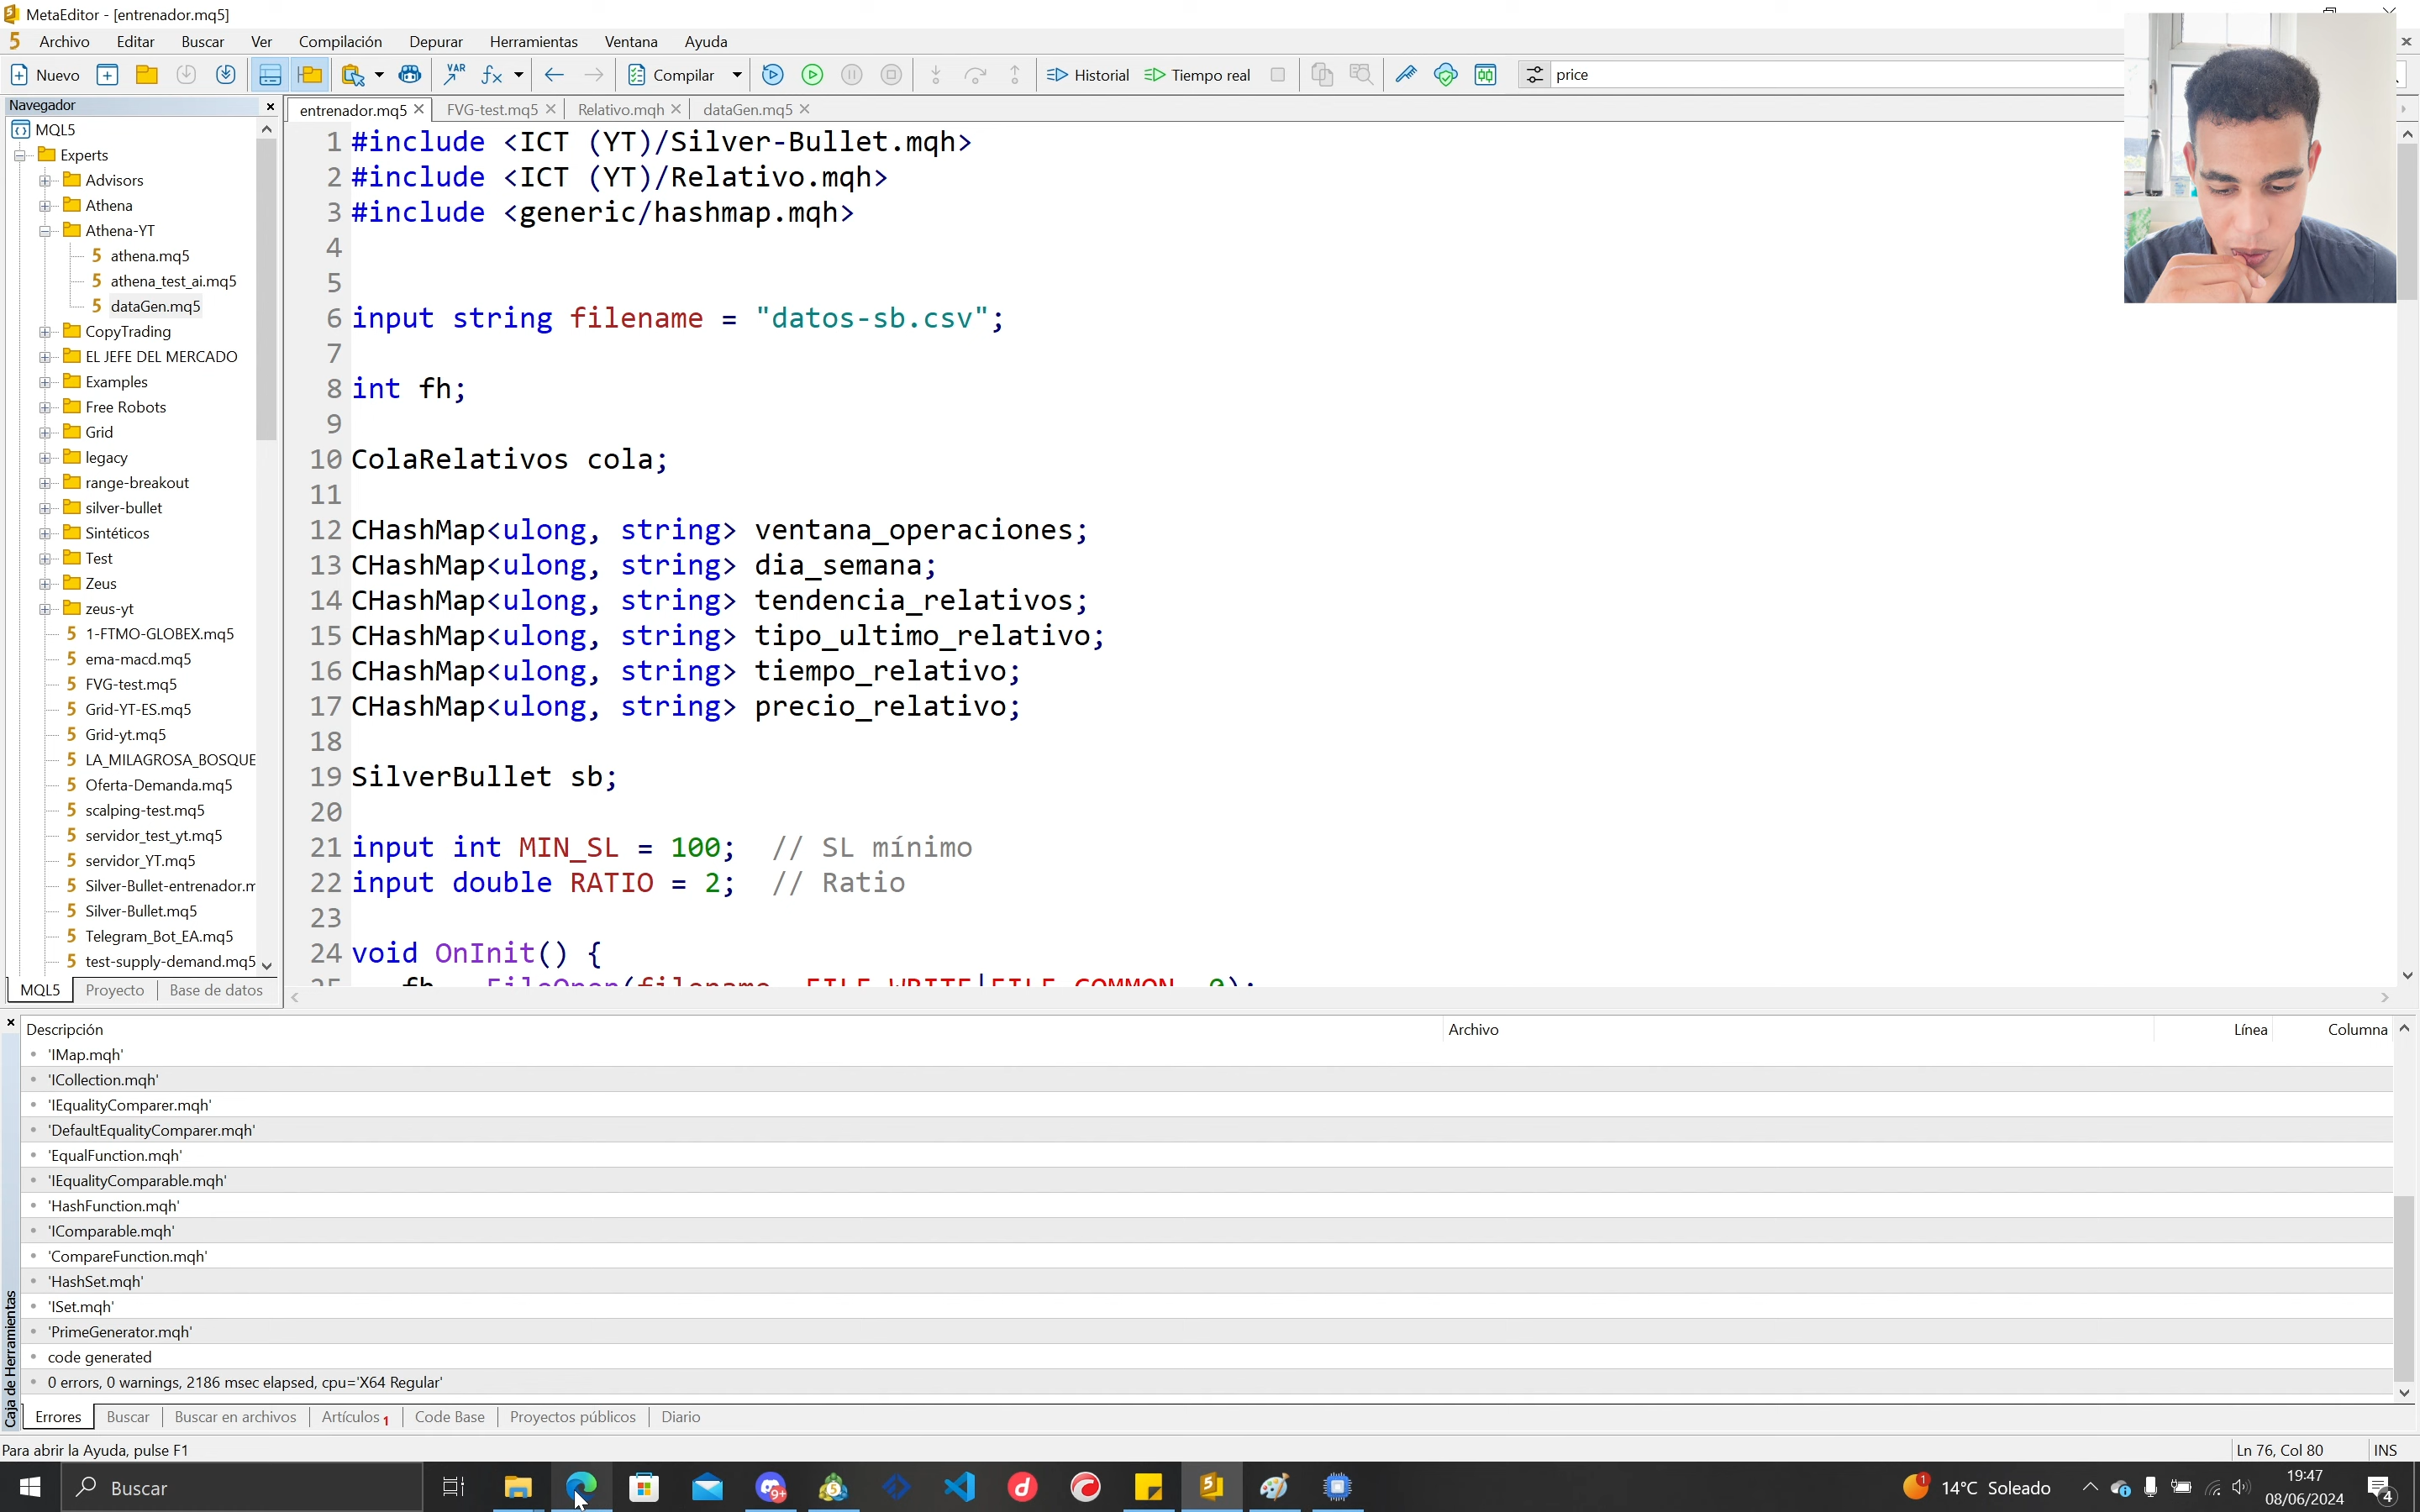 MetaEditor - [entrenador.mq5]
Archivo Editar Buscar Ver Compilación Depurar Herramientas Ventana Ayuda
Nuevo VAR fx Compilar Historial Tiempo real price
Navegador
MQL5
Experts
Advisors
Athena
Athena-YT
athena.mq5
athena_test_ai.mq5
dataGen.mq5
CopyTrading
EL JEFE DEL MERCADO
Examples
Free Robots
Grid
legacy
range-breakout
silver-bullet
Sintéticos
Test
Zeus
zeus-yt
1-FTMO-GLOBEX.mq5
ema-macd.mq5
FVG-test.mq5
Grid-YT-ES.mq5
Grid-yt.mq5
LA_MILAGROSA_BOSQUE
Oferta-Demanda.mq5
scalping-test.mq5
servidor_test_yt.mq5
servidor_YT.mq5
Silver-Bullet-entrenador.m
Silver-Bullet.mq5
Telegram_Bot_EA.mq5
test-supply-demand.mq5
MQL5 Proyecto Base de datos
entrenador.mq5 FVG-test.mq5 Relativo.mqh dataGen.mq5
1 #include <ICT (YT)/Silver-Bullet.mqh>
2 #include <ICT (YT)/Relativo.mqh>
3 #include <generic/hashmap.mqh>
4
5
6 input string filename = "datos-sb.csv";
7
8 int fh;
9
10 ColaRelativos cola;
11
12 CHashMap<ulong, string> ventana_operaciones;
13 CHashMap<ulong, string> dia_semana;
14 CHashMap<ulong, string> tendencia_relativos;
15 CHashMap<ulong, string> tipo_ultimo_relativo;
16 CHashMap<ulong, string> tiempo_relativo;
17 CHashMap<ulong, string> precio_relativo;
18
19 SilverBullet sb;
20
21 input int MIN_SL = 100; // SL mínimo
22 input double RATIO = 2; // Ratio
23
24 void OnInit() {
25 fh = FileOpen(filename, FILE_WRITE|FILE_COMMON, 0);
Descripción Archivo Línea Columna
'IMap.mqh'
'ICollection.mqh'
'IEqualityComparer.mqh'
'DefaultEqualityComparer.mqh'
'EqualFunction.mqh'
'IEqualityComparable.mqh'
'HashFunction.mqh'
'IComparable.mqh'
'CompareFunction.mqh'
'HashSet.mqh'
'ISet.mqh'
'PrimeGenerator.mqh'
code generated
0 errors, 0 warnings, 2186 msec elapsed, cpu='X64 Regular'
Caja de Herramientas
Errores Buscar Buscar en archivos Artículos 1 Code Base Proyectos públicos Diario
Para abrir la Ayuda, pulse F1 Ln 76, Col 80 INS
Buscar 9+ 1 14°C Soleado 19:47
08/06/2024 4